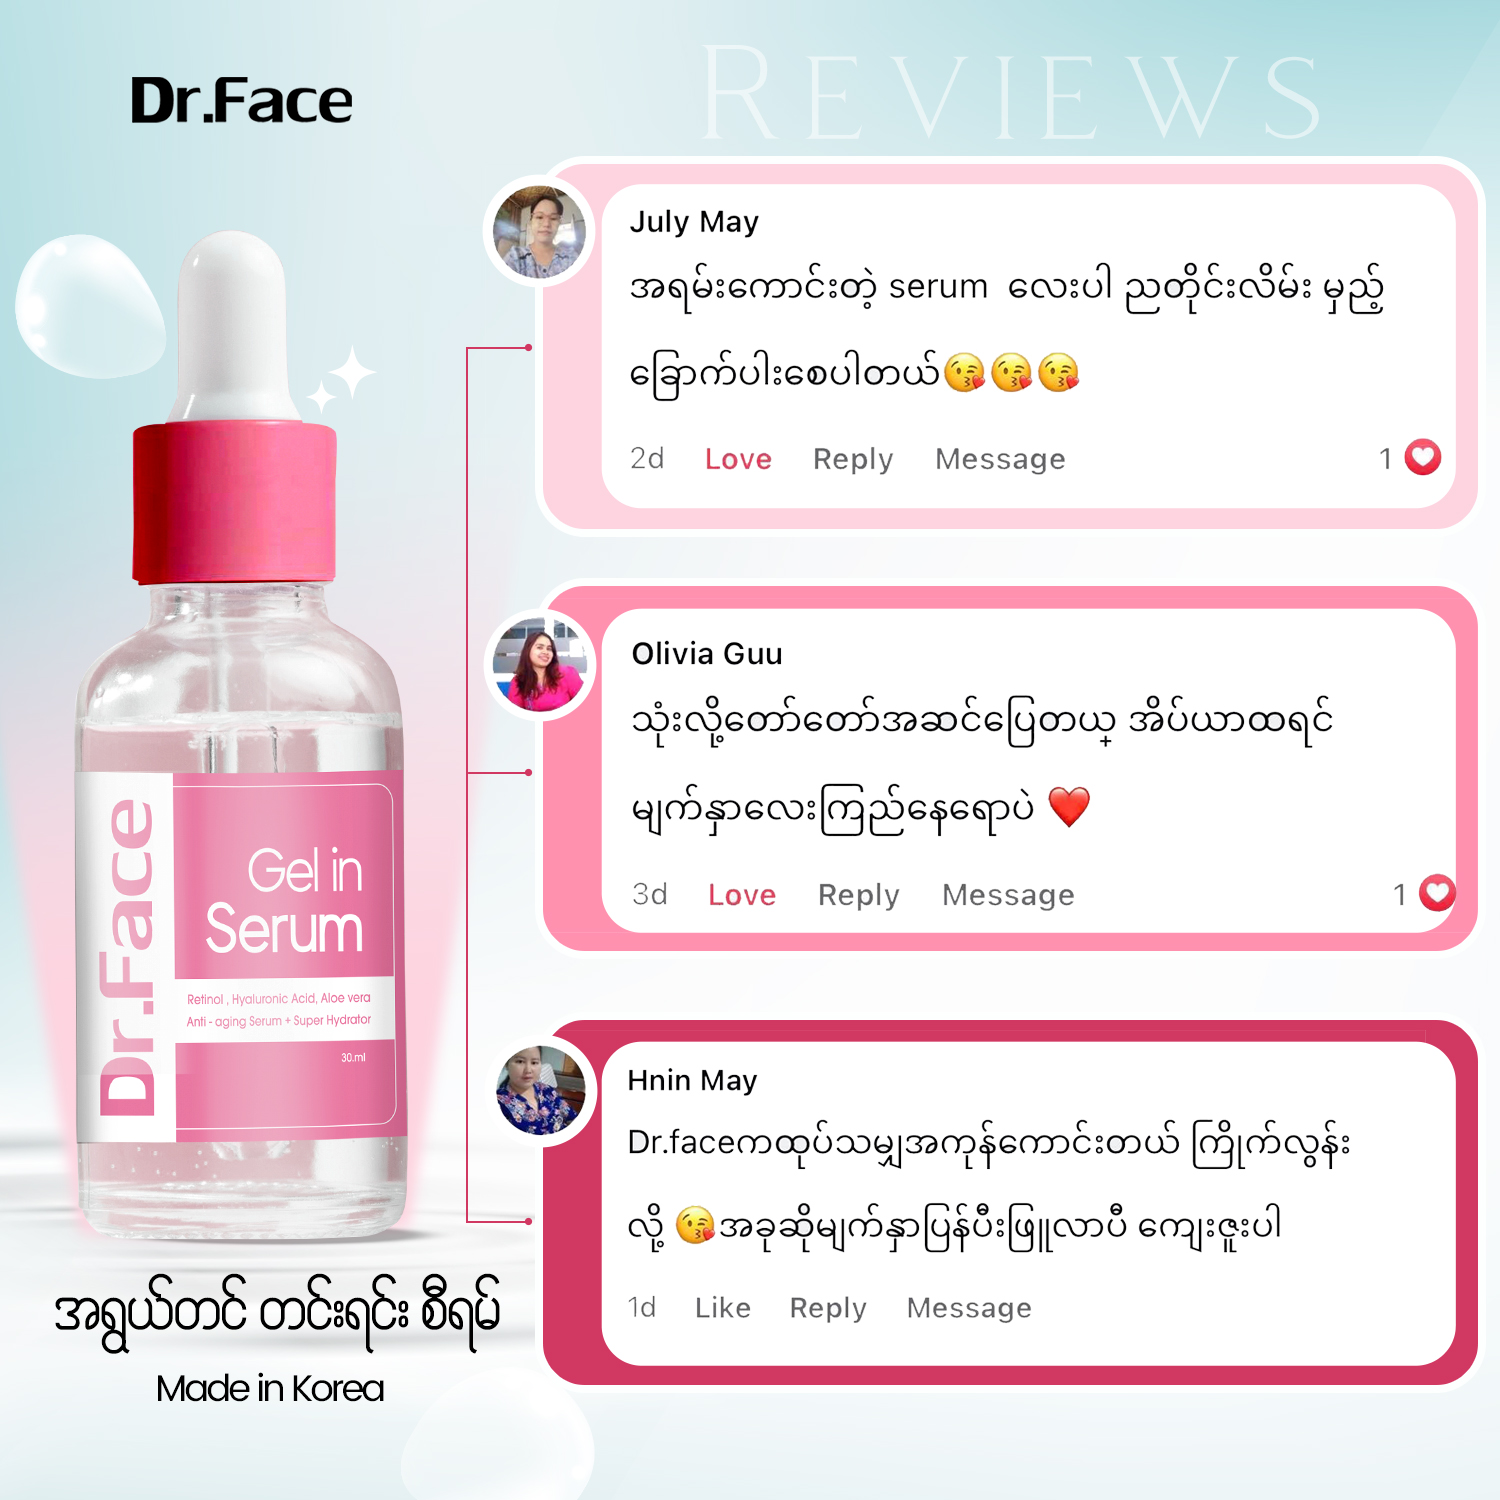 Dr.Face
REVIEWS
July May
အရမ်းကောင်းတဲ့ serum လေးပါ ညတိုင်းလိမ်း မှည့်
ခြောက်ပါးစေပါတယ်😘😘😘
2d Love Reply Message 1
Olivia Guu
သုံးလို့တော်တော်အဆင်ပြေတယ္ အိပ်ယာထရင်
မျက်နှာလေးကြည်နေရောပဲ ❤️
3d Love Reply Message 1
Hnin May
Dr.faceကထုပ်သမျှအကုန်ကောင်းတယ် ကြိုက်လွန်း
လို့ 😘အခုဆိုမျက်နှာပြန်ပီးဖြူလာပီ ကျေးဇူးပါ
1d Like Reply Message
Dr.Face
Gel in
Serum
Retinol , Hyaluronic Acid, Aloe vera
Anti - aging Serum + Super Hydrator
30.ml
အရွယ်တင် တင်းရင်း စီရမ်
Made in Korea